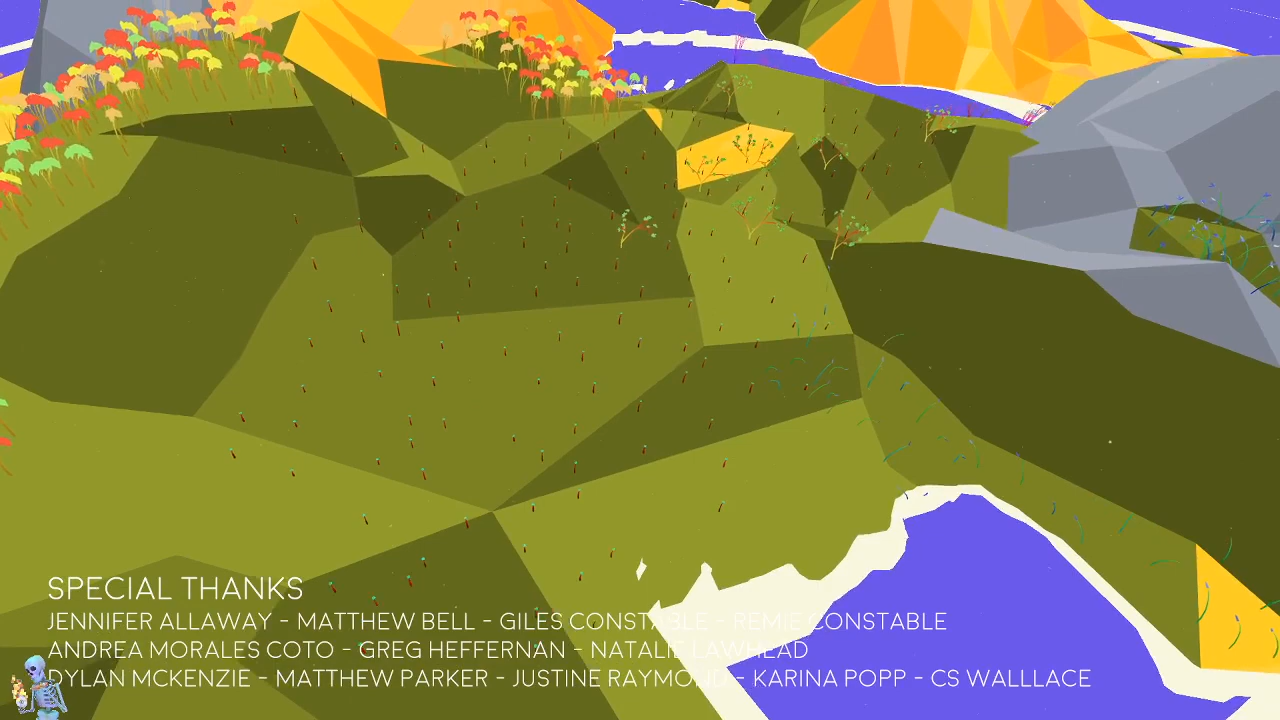 SPECIAL THANKS
JENNIFER ALLAWAY - MATTHEW BELL - GILES CONSTABLE - REMIE CONSTABLE
ANDREA MORALES COTO - GREG HEFFERNAN - NATALIE LAWHEAD
DYLAN MCKENZIE - MATTHEW PARKER - JUSTINE RAYMOND - KARINA POPP - CS WALLLACE